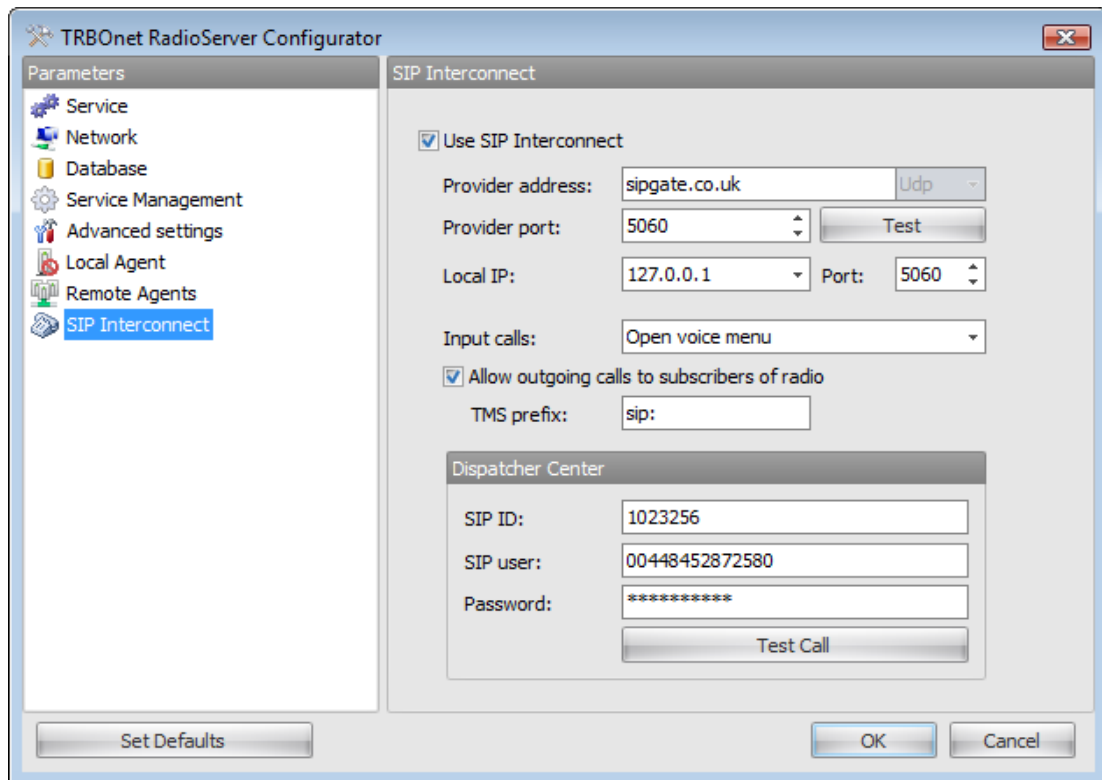 TRBOnet RadioServer Configurator
Parameters
Service
Network
Database
Service Management
Advanced settings
Local Agent
Remote Agents
SIP Interconnect
SIP Interconnect
Use SIP Interconnect
Provider address: sipgate.co.uk Udp
Provider port: 5060 Test
Local IP: 127.0.0.1 Port: 5060
Input calls: Open voice menu
Allow outgoing calls to subscribers of radio
TMS prefix: sip:
Dispatcher Center
SIP ID: 1023256
SIP user: 00448452872580
Password: **********
Test Call
Set Defaults OK Cancel